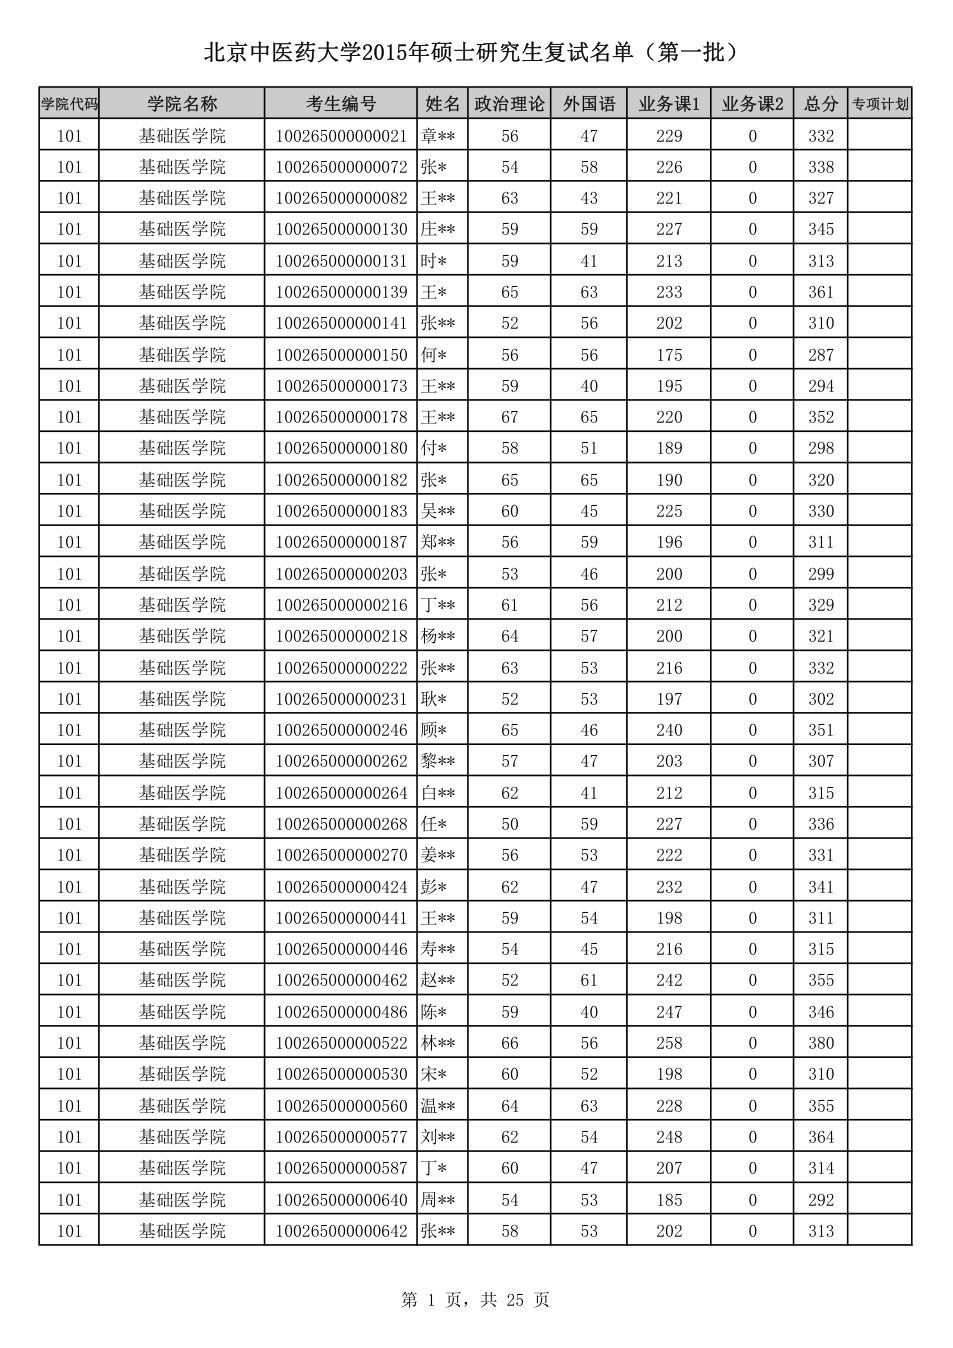 北京中医药大学2015年硕士研究生复试名单（第一批）
学院代码 学院名称 考生编号 姓名 政治理论 外国语 业务课1 业务课2 总分 专项计划
101 基础医学院 100265000000021 章** 56 47 229 0 332
101 基础医学院 100265000000072 张* 54 58 226 0 338
101 基础医学院 100265000000082 王** 63 43 221 0 327
101 基础医学院 100265000000130 庄** 59 59 227 0 345
101 基础医学院 100265000000131 时* 59 41 213 0 313
101 基础医学院 100265000000139 王* 65 63 233 0 361
101 基础医学院 100265000000141 张** 52 56 202 0 310
101 基础医学院 100265000000150 何* 56 56 175 0 287
101 基础医学院 100265000000173 王** 59 40 195 0 294
101 基础医学院 100265000000178 王** 67 65 220 0 352
101 基础医学院 100265000000180 付* 58 51 189 0 298
101 基础医学院 100265000000182 张* 65 65 190 0 320
101 基础医学院 100265000000183 吴** 60 45 225 0 330
101 基础医学院 100265000000187 郑** 56 59 196 0 311
101 基础医学院 100265000000203 张* 53 46 200 0 299
101 基础医学院 100265000000216 丁** 61 56 212 0 329
101 基础医学院 100265000000218 杨** 64 57 200 0 321
101 基础医学院 100265000000222 张** 63 53 216 0 332
101 基础医学院 100265000000231 耿* 52 53 197 0 302
101 基础医学院 100265000000246 顾* 65 46 240 0 351
101 基础医学院 100265000000262 黎** 57 47 203 0 307
101 基础医学院 100265000000264 白** 62 41 212 0 315
101 基础医学院 100265000000268 任* 50 59 227 0 336
101 基础医学院 100265000000270 姜** 56 53 222 0 331
101 基础医学院 100265000000424 彭* 62 47 232 0 341
101 基础医学院 100265000000441 王** 59 54 198 0 311
101 基础医学院 100265000000446 寿** 54 45 216 0 315
101 基础医学院 100265000000462 赵** 52 61 242 0 355
101 基础医学院 100265000000486 陈* 59 40 247 0 346
101 基础医学院 100265000000522 林** 66 56 258 0 380
101 基础医学院 100265000000530 宋* 60 52 198 0 310
101 基础医学院 100265000000560 温** 64 63 228 0 355
101 基础医学院 100265000000577 刘** 62 54 248 0 364
101 基础医学院 100265000000587 丁* 60 47 207 0 314
101 基础医学院 100265000000640 周** 54 53 185 0 292
101 基础医学院 100265000000642 张** 58 53 202 0 313
第 1 页，共 25 页